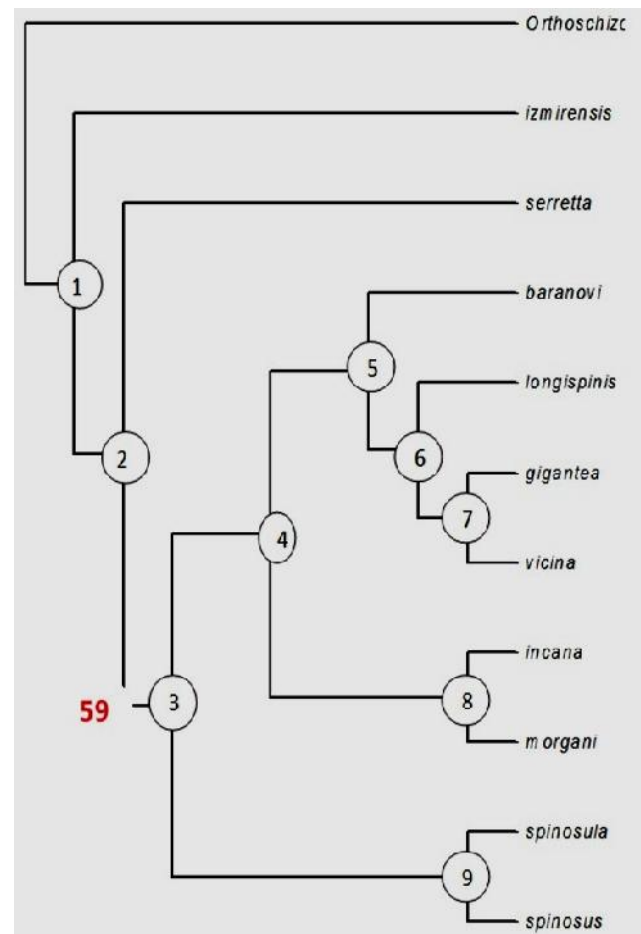 Orthoschizc
izmirensis
1
serretta
baranovi
5
longispinis
2
6
gigantea
7
4
vicina
incana
59
3
8
morgani
spinosula
9
spinosus